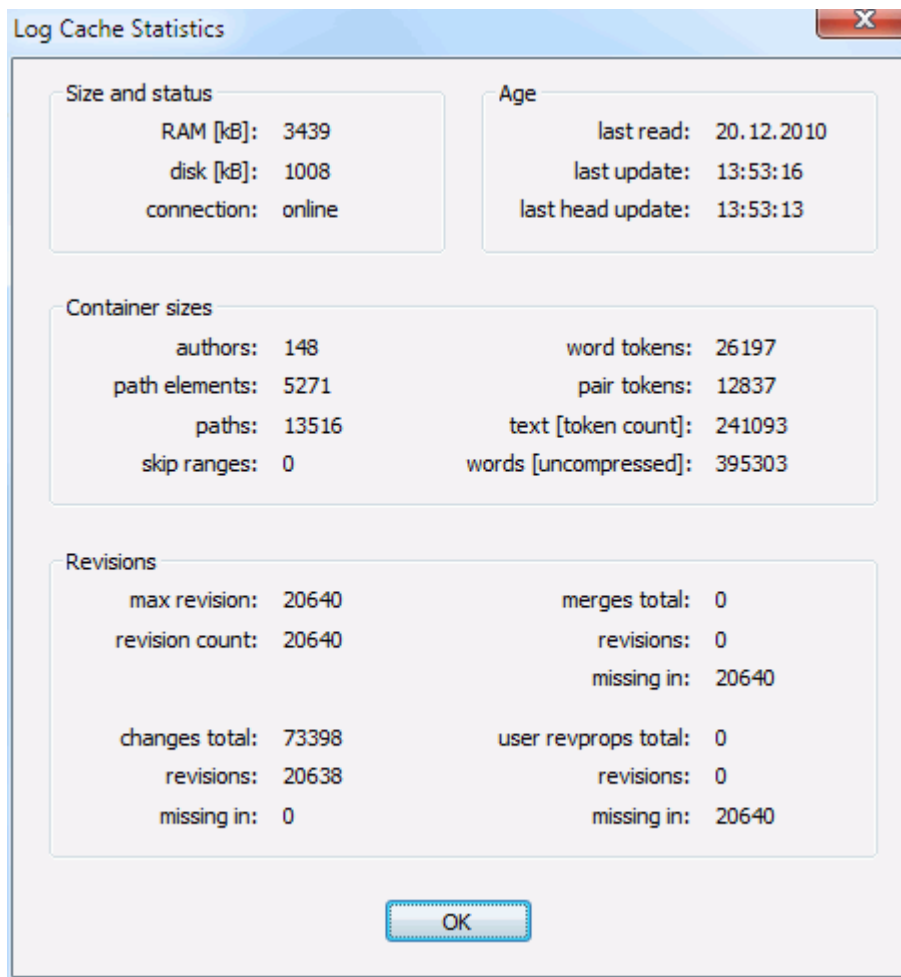 Log Cache Statistics
Size and status
RAM [kB]: 3439
disk [kB]: 1008
connection: online
Age
last read: 20.12.2010
last update: 13:53:16
last head update: 13:53:13
Container sizes
authors: 148 word tokens: 26197
path elements: 5271 pair tokens: 12837
paths: 13516 text [token count]: 241093
skip ranges: 0 words [uncompressed]: 395303
Revisions
max revision: 20640 merges total: 0
revision count: 20640 revisions: 0
missing in: 20640
changes total: 73398 user revprops total: 0
revisions: 20638 revisions: 0
missing in: 0 missing in: 20640
OK